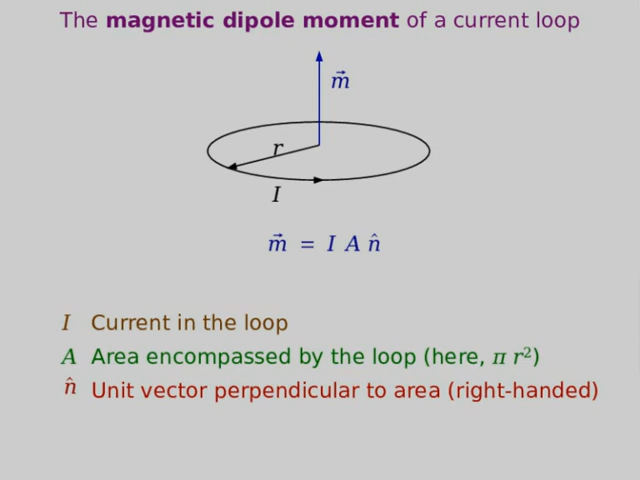 The magnetic dipole moment of a current loop
m⃗
r
I
m⃗ = I A n̂
I Current in the loop
A Area encompassed by the loop (here, π r²)
n̂ Unit vector perpendicular to area (right-handed)